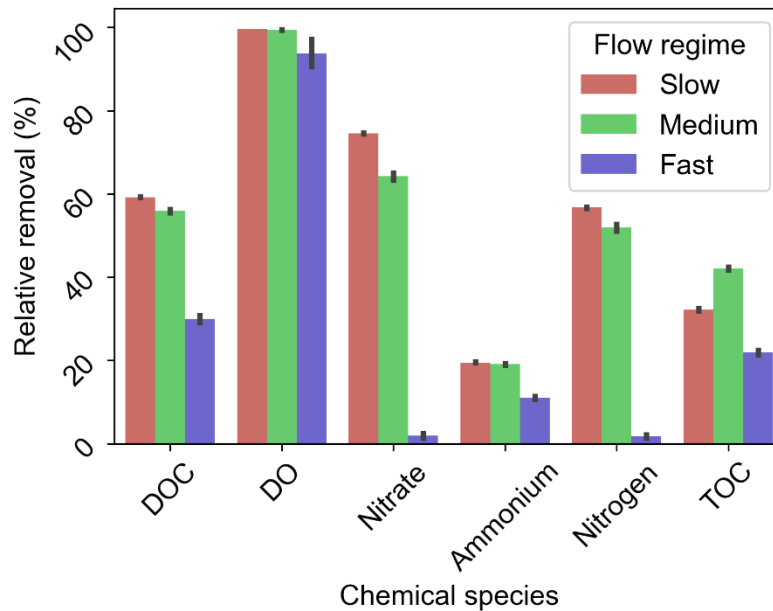 Relative removal (%)
100
80
60
40
20
0
Flow regime
Slow
Medium
Fast
DOC
DO
Nitrate
Ammonium
Nitrogen
TOC
Chemical species